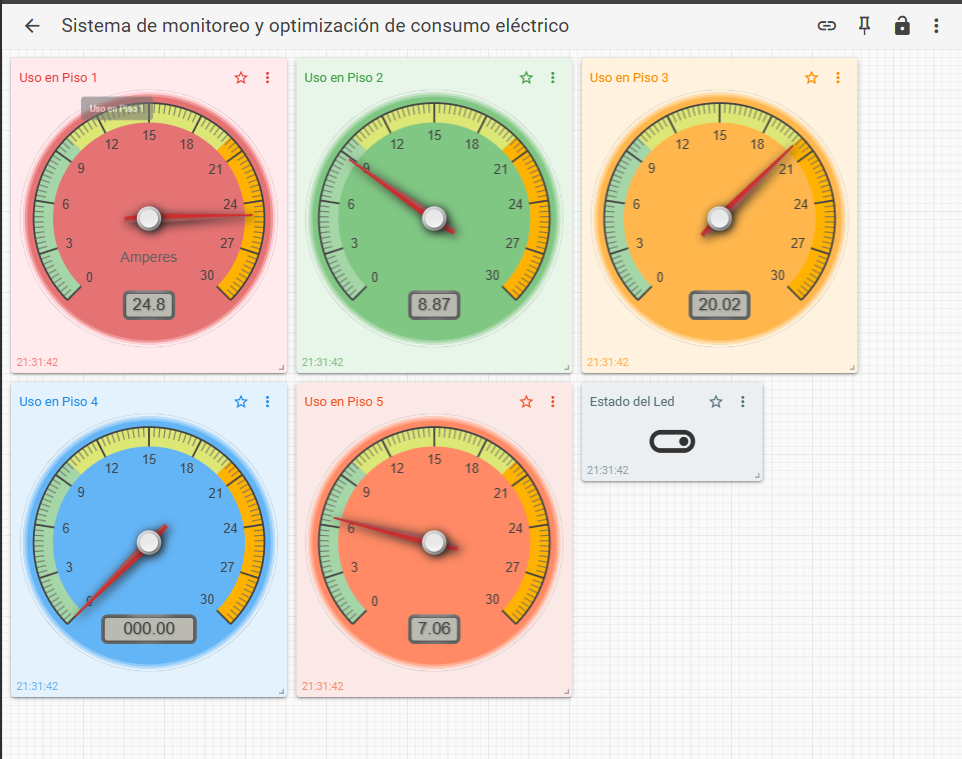 Sistema de monitoreo y optimización de consumo eléctrico
Uso en Piso 1
Uso en Piso 1
0 3 6 9 12 15 18 21 24 27 30
Amperes
24.8
21:31:42
Uso en Piso 2
0 3 6 9 12 15 18 21 24 27 30
8.87
21:31:42
Uso en Piso 3
0 3 6 9 12 15 18 21 24 27 30
20.02
21:31:42
Uso en Piso 4
0 3 6 9 12 15 18 21 24 27 30
000.00
21:31:42
Uso en Piso 5
0 3 6 9 12 15 18 21 24 27 30
7.06
21:31:42
Estado del Led
21:31:42